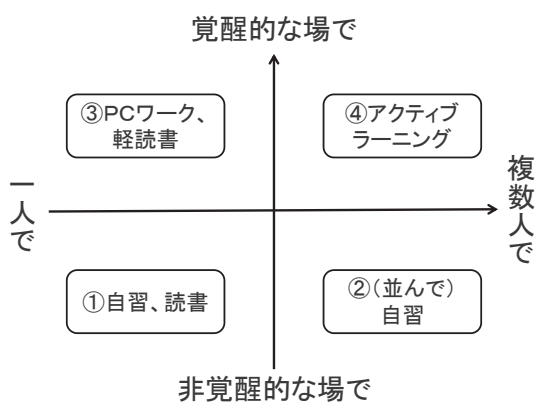 覚醒的な場で
③PCワーク、
軽読書
④アクティブ
ラーニング
一人で
複数人で
①自習、読書
②(並んで)
自習
非覚醒的な場で